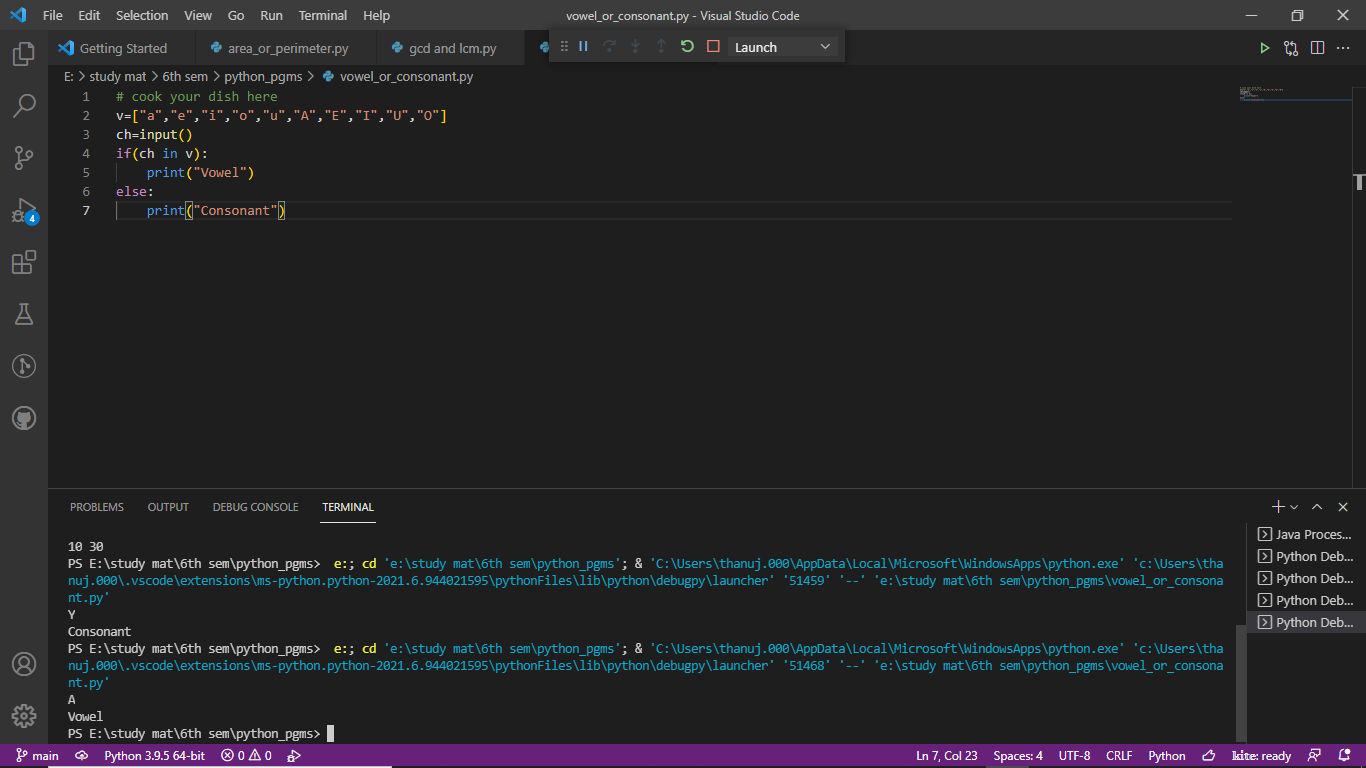 File Edit Selection View Go Run Terminal Help vowel_or_consonant.py - Visual Studio Code
Getting Started area_or_perimeter.py gcd and lcm.py Launch
E: > study mat > 6th sem > python_pgms > vowel_or_consonant.py
1 # cook your dish here
2 v=["a","e","i","o","u","A","E","I","U","O"]
3 ch=input()
4 if(ch in v):
5     print("Vowel")
6 else:
7     print("Consonant")
4
PROBLEMS OUTPUT DEBUG CONSOLE TERMINAL
10 30
PS E:\study mat\6th sem\python_pgms>  e:; cd 'e:\study mat\6th sem\python_pgms'; & 'C:\Users\thanuj.000\AppData\Local\Microsoft\WindowsApps\python.exe' 'c:\Users\tha
nuj.000\.vscode\extensions\ms-python.python-2021.6.944021595\pythonFiles\lib\python\debugpy\launcher' '51459' '--' 'e:\study mat\6th sem\python_pgms\vowel_or_consona
nt.py'
Y
Consonant
PS E:\study mat\6th sem\python_pgms>  e:; cd 'e:\study mat\6th sem\python_pgms'; & 'C:\Users\thanuj.000\AppData\Local\Microsoft\WindowsApps\python.exe' 'c:\Users\tha
nuj.000\.vscode\extensions\ms-python.python-2021.6.944021595\pythonFiles\lib\python\debugpy\launcher' '51468' '--' 'e:\study mat\6th sem\python_pgms\vowel_or_consona
nt.py'
A
Vowel
PS E:\study mat\6th sem\python_pgms>
Java Proces...
Python Deb...
Python Deb...
Python Deb...
Python Deb...
main Python 3.9.5 64-bit 0 0 Ln 7, Col 23 Spaces: 4 UTF-8 CRLF Python kite: ready